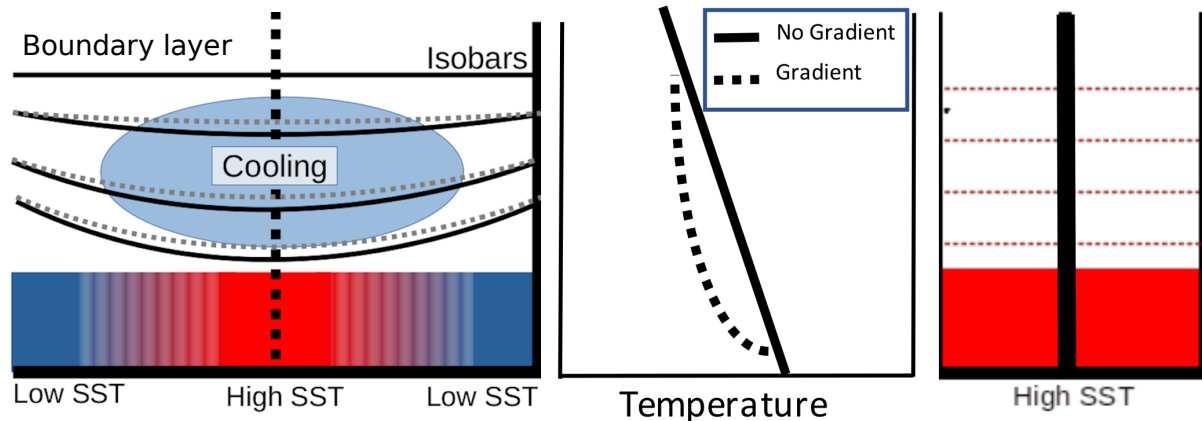 Boundary layer
Isobars
Cooling
Low SST
High SST
Low SST
No Gradient
Gradient
Temperature
High SST